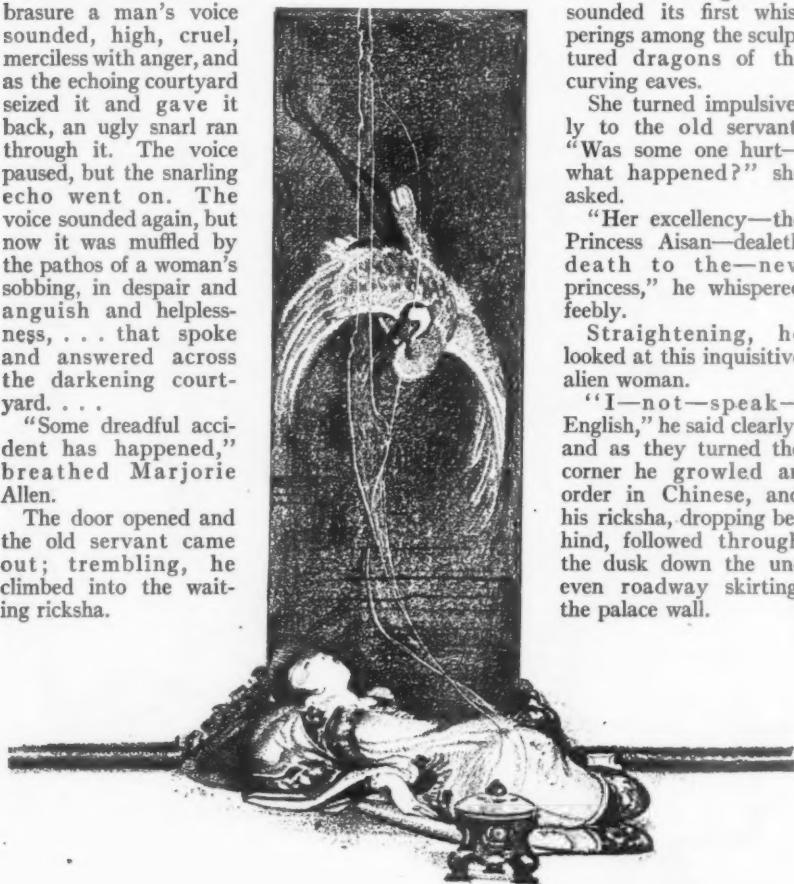 brasure a man's voice
sounded, high, cruel,
merciless with anger, and
as the echoing courtyard
seized it and gave it
back, an ugly snarl ran
through it. The voice
paused, but the snarling
echo went on. The
voice sounded again, but
now it was muffled by
the pathos of a woman's
sobbing, in despair and
anguish and helpless-
ness, . . . that spoke
and answered across
the darkening court-
yard. . . .
"Some dreadful acci-
dent has happened,"
breathed Marjorie
Allen.
The door opened and
the old servant came
out; trembling, he
climbed into the wait-
ing ricksha.
sounded its first whis
perings among the sculp
tured dragons of th
curving eaves.
She turned impulsive
ly to the old servant
"Was some one hurt—
what happened?" sh
asked.
"Her excellency—th
Princess Aisan—dealeth
death to the—new
princess," he whispered
feebly.
Straightening, he
looked at this inquisitive
alien woman.
"I—not—speak—
English," he said clearly
and as they turned the
corner he growled an
order in Chinese, and
his ricksha, dropping be
hind, followed through
the dusk down the un
even roadway skirting
the palace wall.